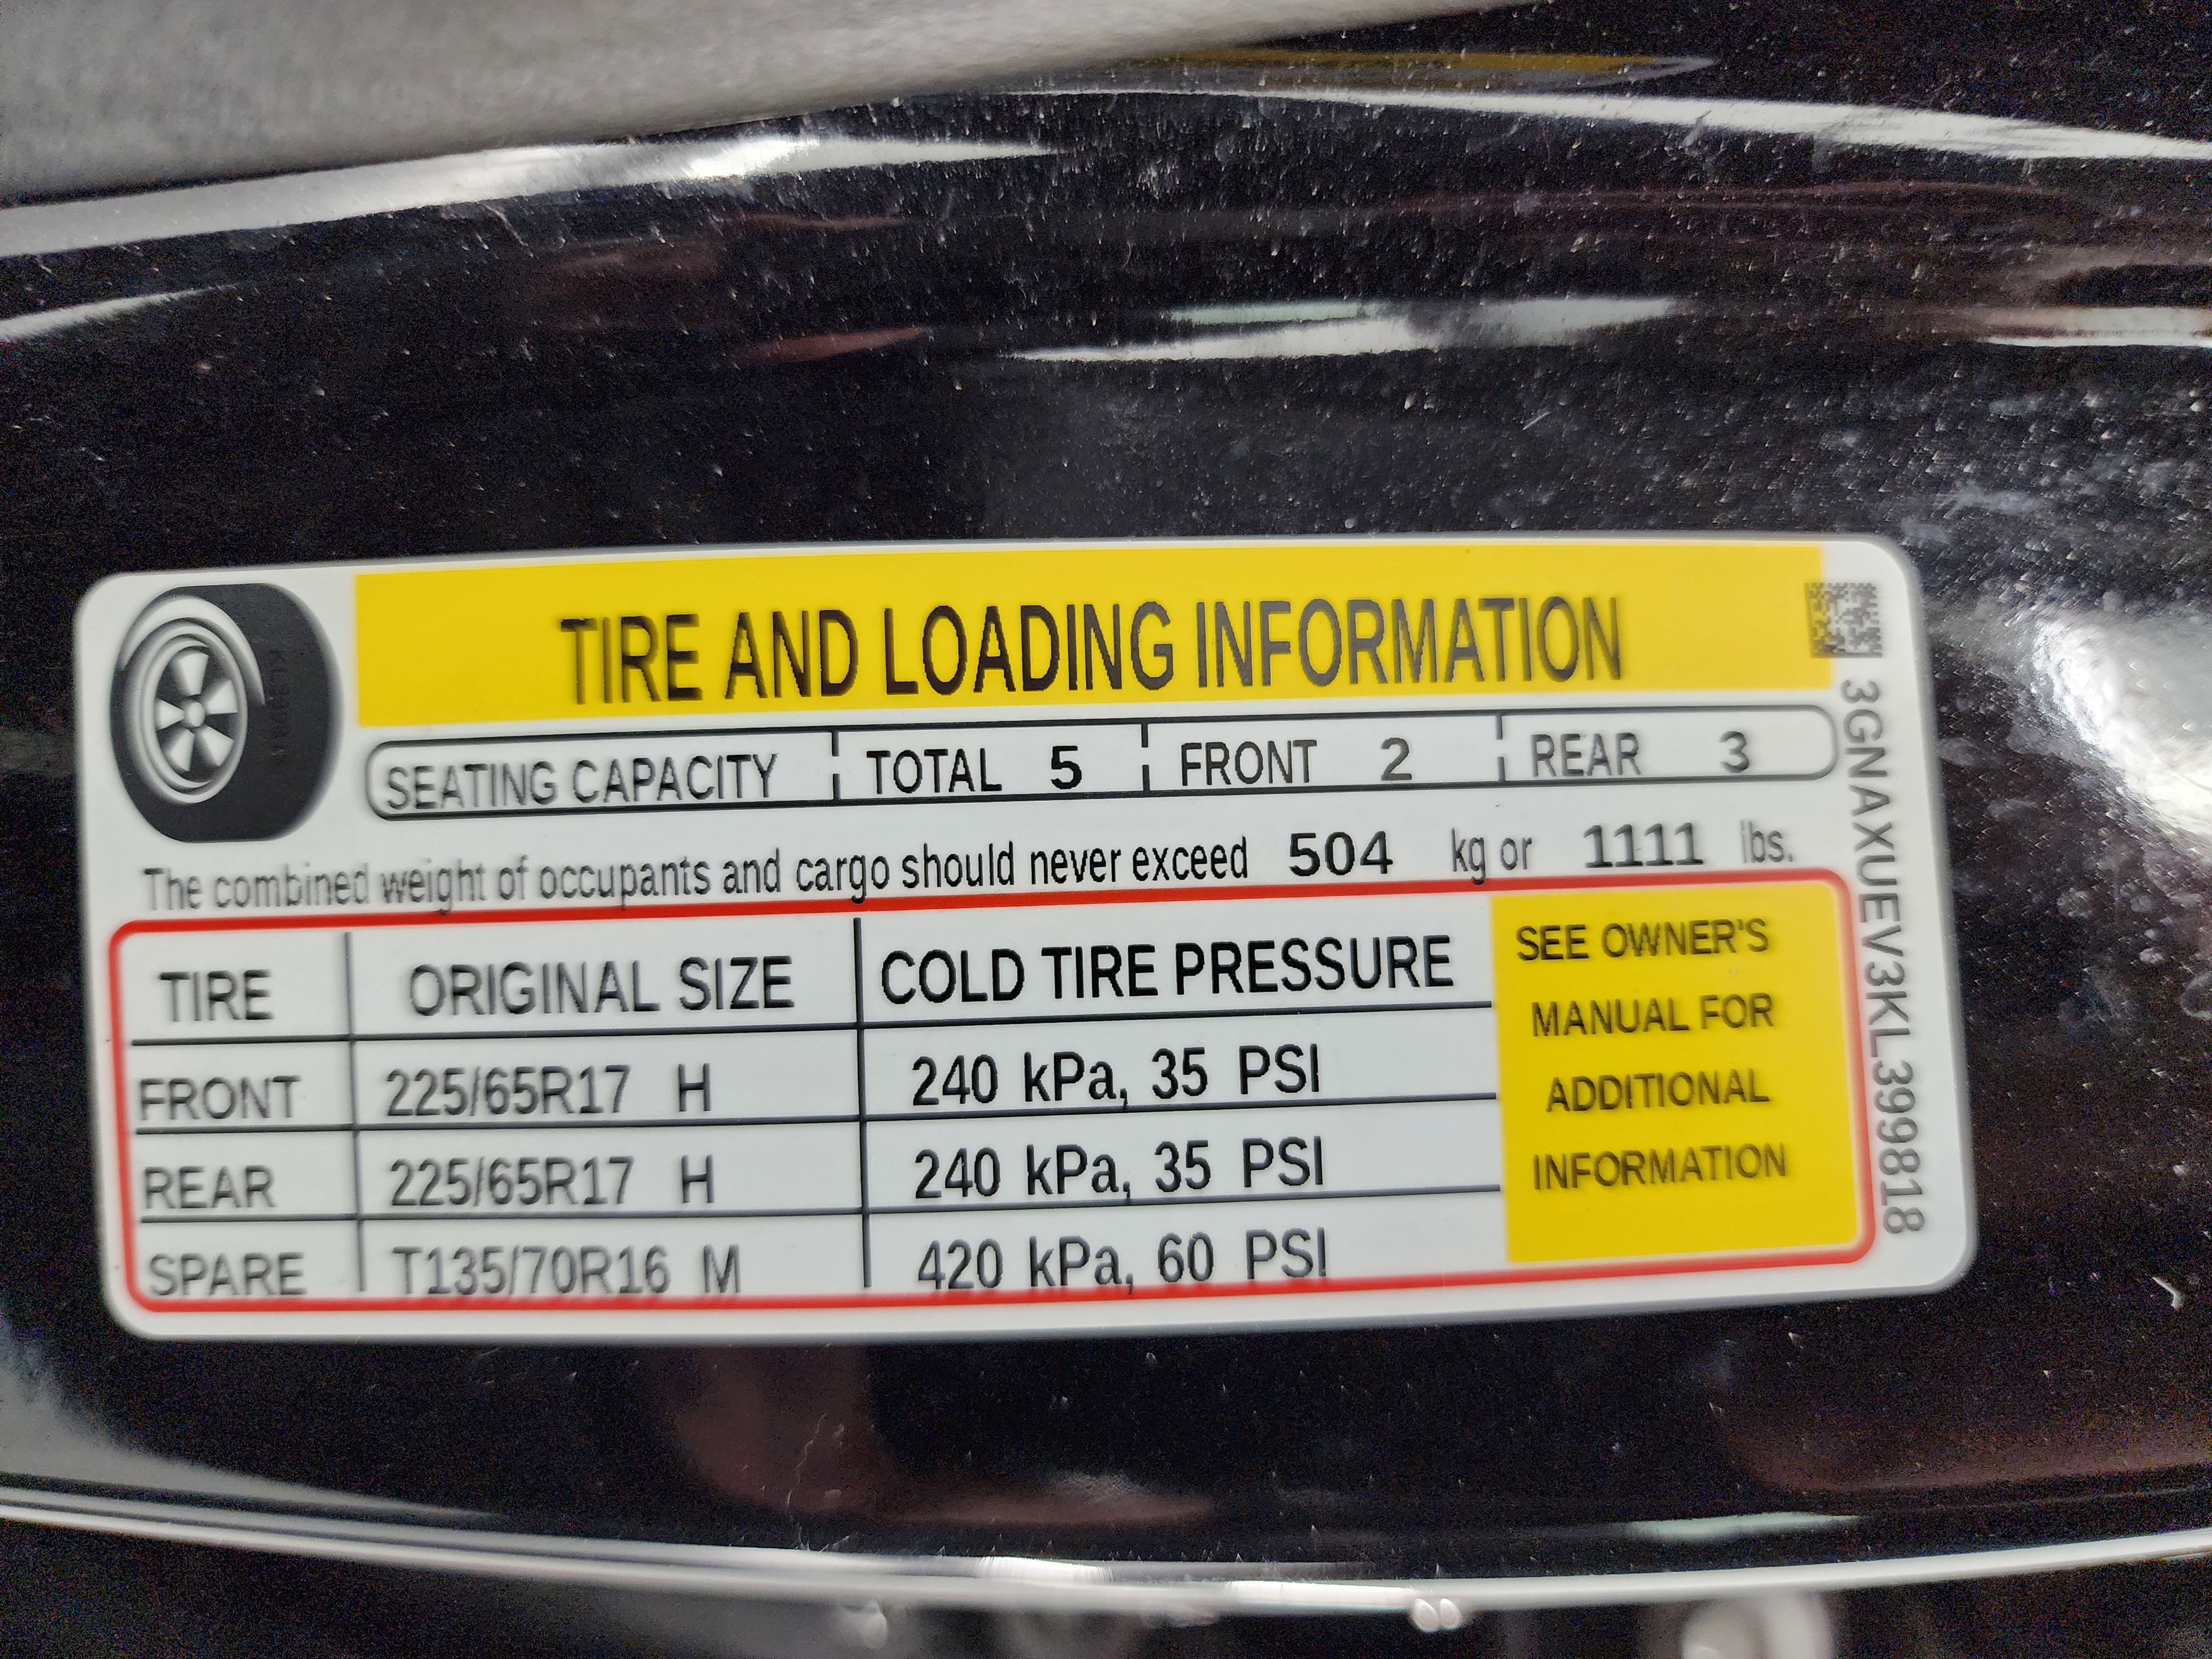 TIRE AND LOADING INFORMATION
SEATING CAPACITY TOTAL 5 FRONT 2 REAR 3
The combined weight of occupants and cargo should never exceed 504 kg or 1111 lbs.
TIRE ORIGINAL SIZE COLD TIRE PRESSURE
FRONT 225/65R17 H 240 kPa, 35 PSI
REAR 225/65R17 H 240 kPa, 35 PSI
SPARE T135/70R16 M 420 kPa, 60 PSI
SEE OWNER'S
MANUAL FOR
ADDITIONAL
INFORMATION
3GNAXUEV3KL399818